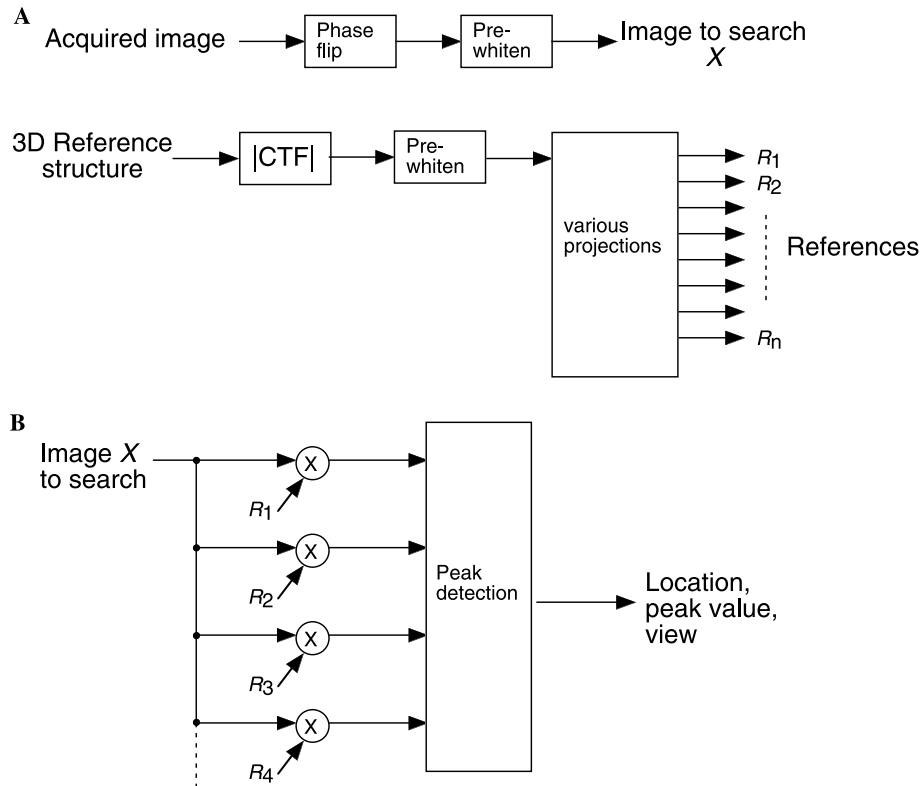 A
Acquired image
Phase
flip
Pre-
whiten
Image to search
X
3D Reference
structure
|CTF|
Pre-
whiten
various
projections
R1
R2
References
Rn
B
Image X
to search
X
R1
X
R2
X
R3
X
R4
Peak
detection
Location,
peak value,
view